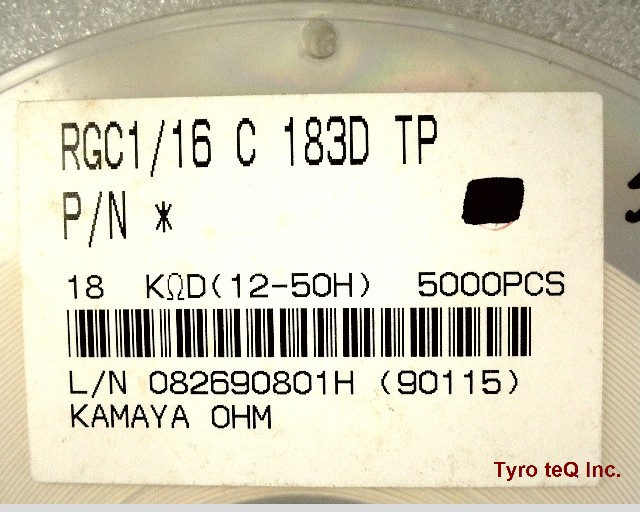 RGC1/16 C 183D TP
P/N *
18 KΩD(12-50H) 5000PCS
L/N 082690801H (90115)
KAMAYA OHM
Tyro teQ Inc.